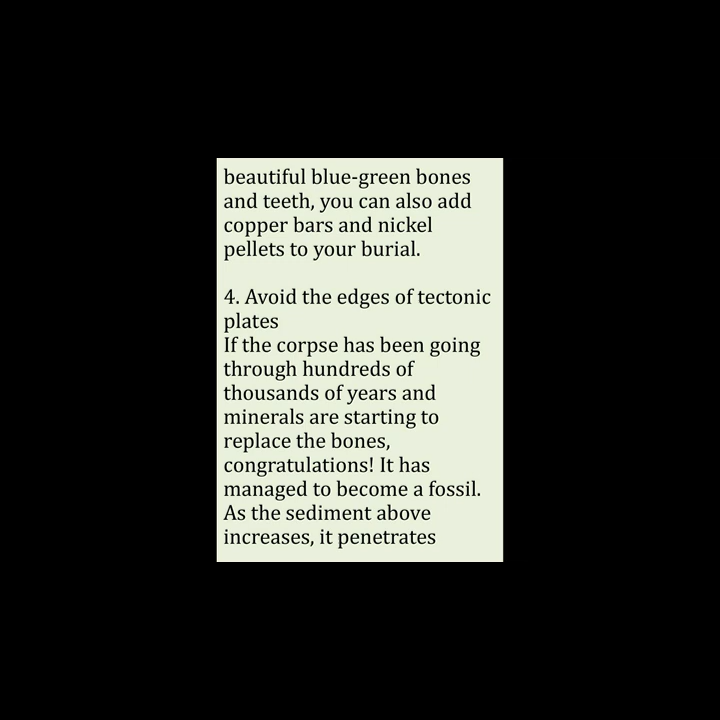 beautiful blue-green bones
and teeth, you can also add
copper bars and nickel
pellets to your burial.
4. Avoid the edges of tectonic
plates
If the corpse has been going
through hundreds of
thousands of years and
minerals are starting to
replace the bones,
congratulations! It has
managed to become a fossil.
As the sediment above
increases, it penetrates